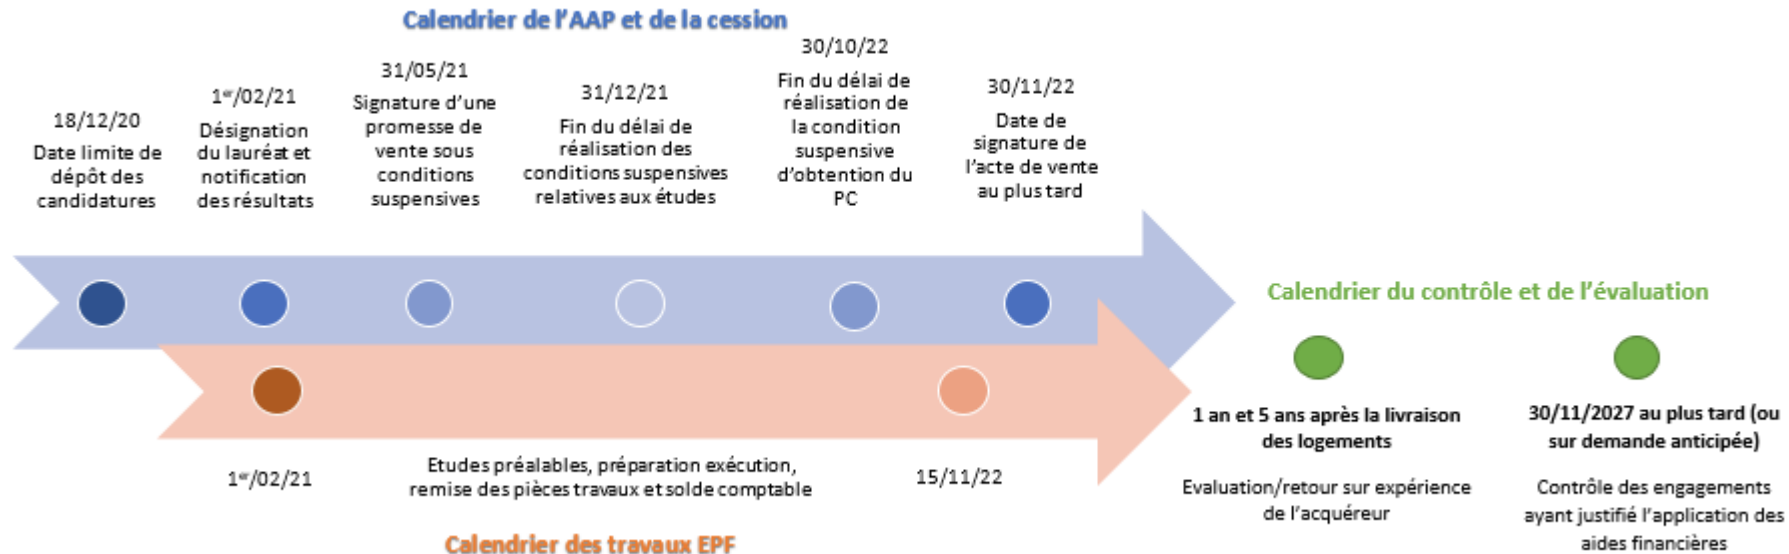 Calendrier de l'AAP et de la cession
18/12/20
Date limite de
dépôt des
candidatures
1er/02/21
Désignation
du lauréat et
notification
des résultats
31/05/21
Signature d'une
promesse de
vente sous
conditions
suspensives
31/12/21
Fin du délai de
réalisation des
conditions suspensives
relatives aux études
30/10/22
Fin du délai de
réalisation de
la condition
suspensive
d'obtention du
PC
30/11/22
Date de
signature de
l'acte de vente
au plus tard
1er/02/21
Etudes préalables, préparation exécution,
remise des pièces travaux et solde comptable
15/11/22
Calendrier des travaux EPF
Calendrier du contrôle et de l'évaluation
1 an et 5 ans après la livraison
des logements
Evaluation/retour sur expérience
de l'acquéreur
30/11/2027 au plus tard (ou
sur demande anticipée)
Contrôle des engagements
ayant justifié l'application des
aides financières